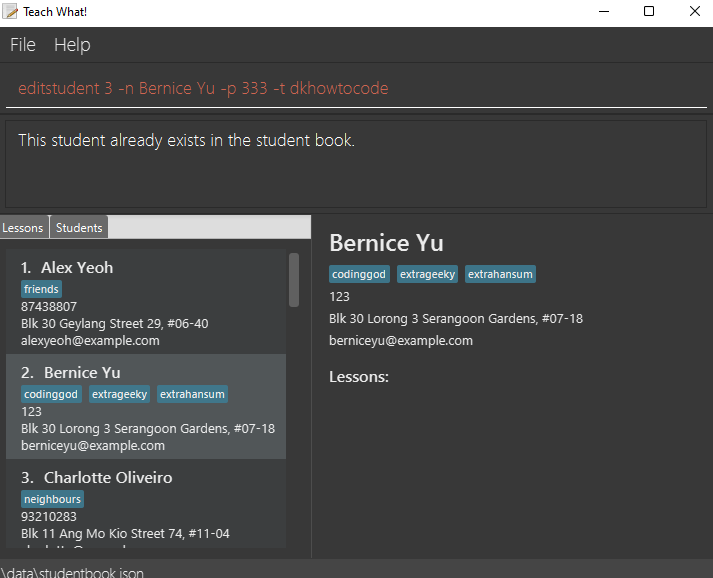 Teach What!
File Help
editstudent 3 -n Bernice Yu -p 333 -t dkhowtocode
This student already exists in the student book.
Lessons Students
1. Alex Yeoh
friends
87438807
Blk 30 Geylang Street 29, #06-40
alexyeoh@example.com
2. Bernice Yu
codinggod extrageeky extrahansum
123
Blk 30 Lorong 3 Serangoon Gardens, #07-18
berniceyu@example.com
3. Charlotte Oliveiro
neighbours
93210283
Blk 11 Ang Mo Kio Street 74, #11-04
Bernice Yu
codinggod extrageeky extrahansum
123
Blk 30 Lorong 3 Serangoon Gardens, #07-18
berniceyu@example.com
Lessons:
\data\studentbook.json